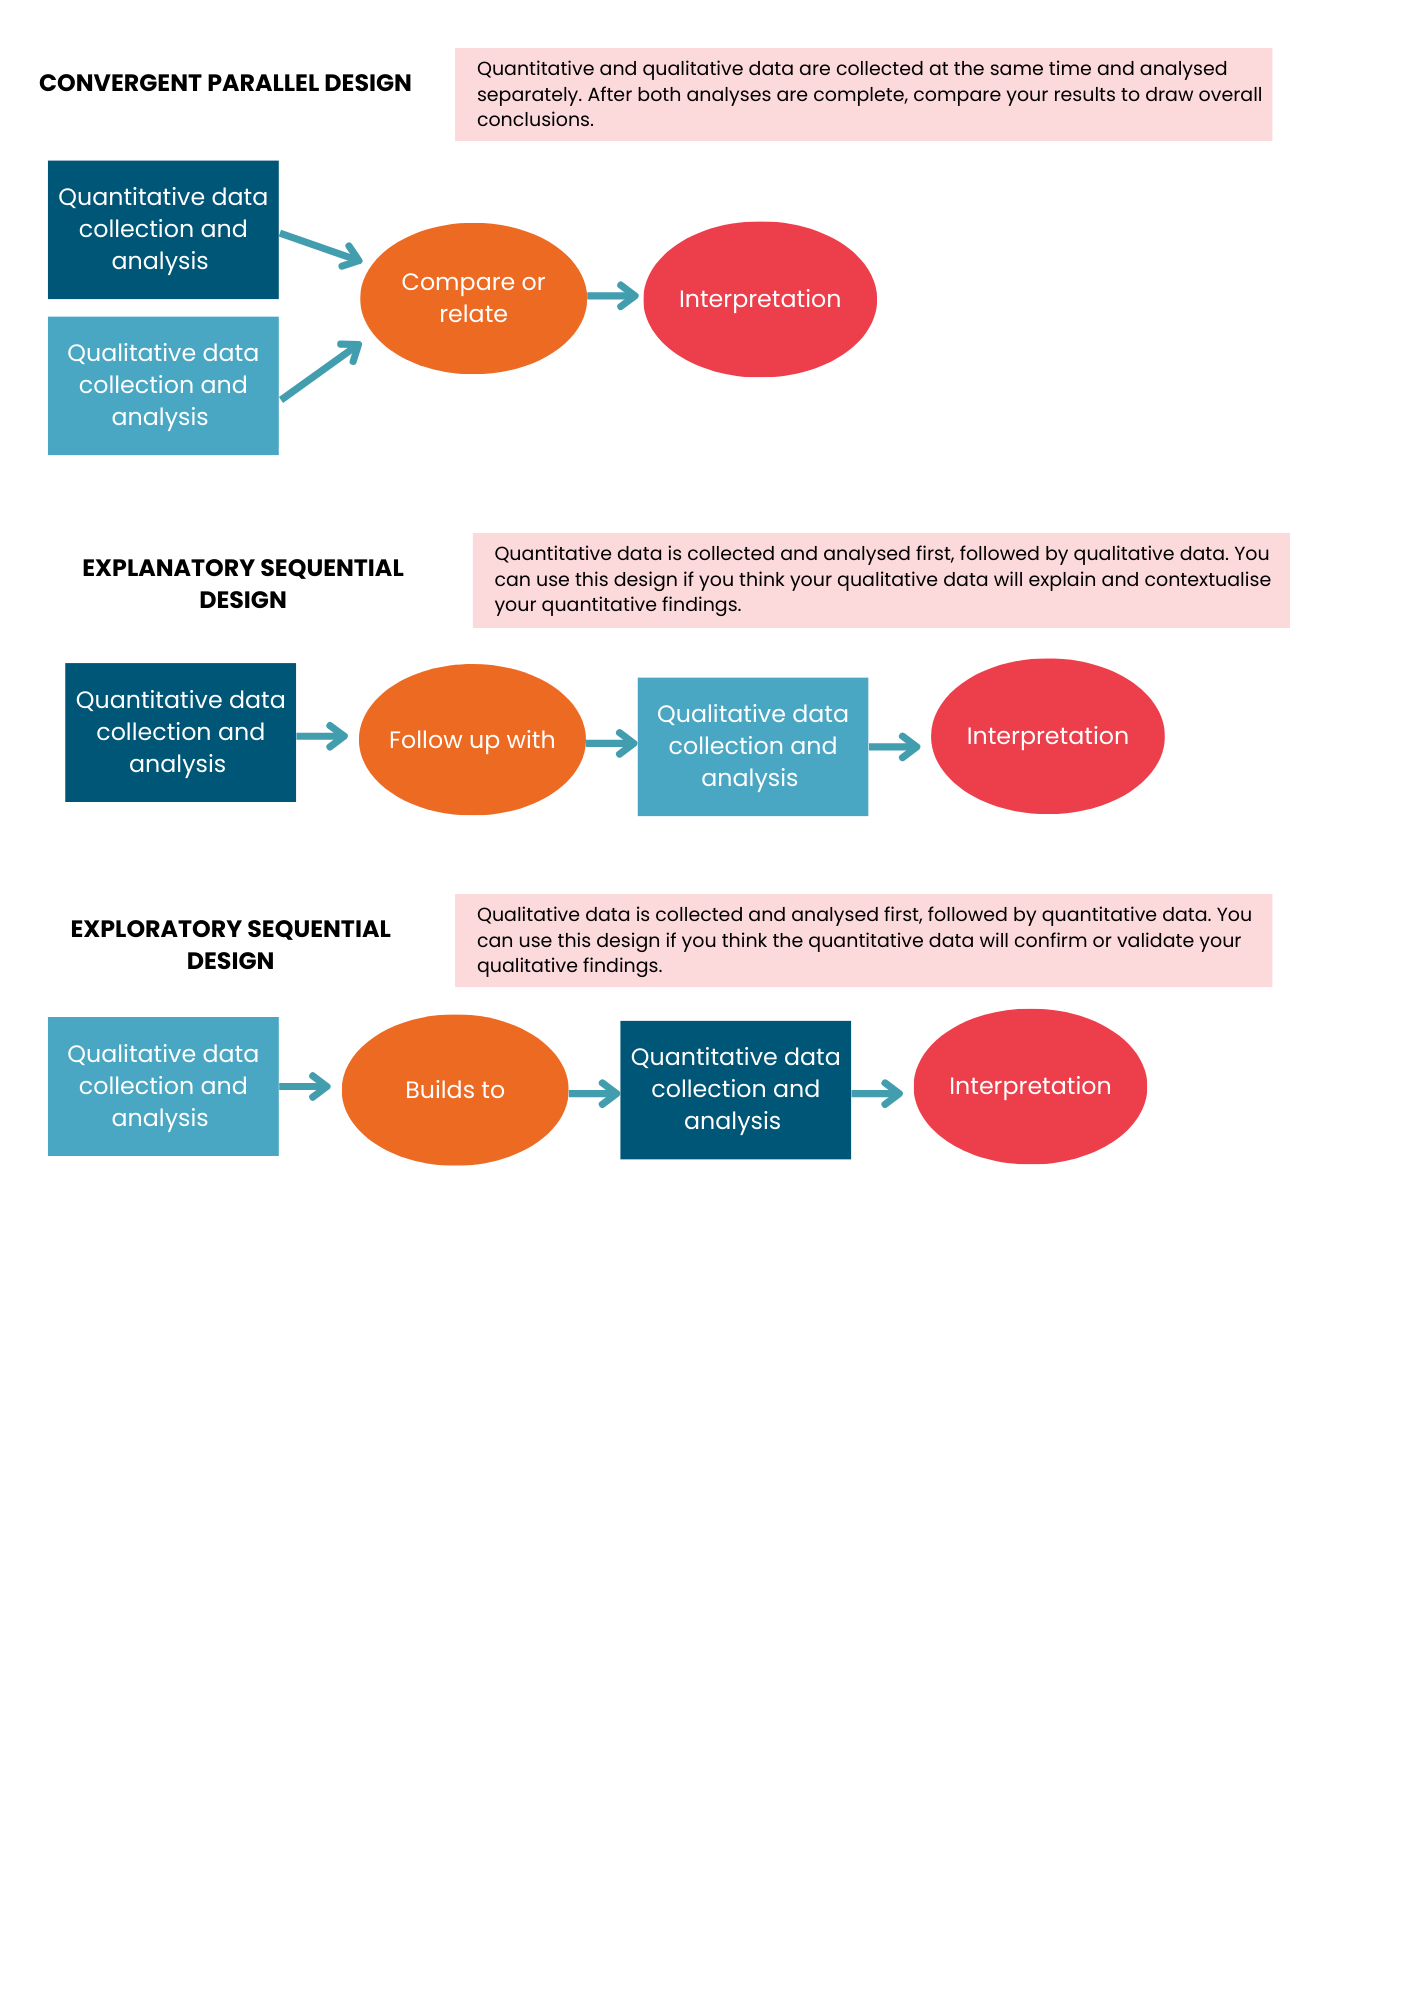 CONVERGENT PARALLEL DESIGN
Quantitative and qualitative data are collected at the same time and analysed
separately. After both analyses are complete, compare your results to draw overall
conclusions.
Quantitative data
collection and
analysis
Qualitative data
collection and
analysis
Compare or
relate
Interpretation
EXPLANATORY SEQUENTIAL
DESIGN
Quantitative data is collected and analysed first, followed by qualitative data. You
can use this design if you think your qualitative data will explain and contextualise
your quantitative findings.
Quantitative data
collection and
analysis
Follow up with
Qualitative data
collection and
analysis
Interpretation
EXPLORATORY SEQUENTIAL
DESIGN
Qualitative data is collected and analysed first, followed by quantitative data. You
can use this design if you think the quantitative data will confirm or validate your
qualitative findings.
Qualitative data
collection and
analysis
Builds to
Quantitative data
collection and
analysis
Interpretation